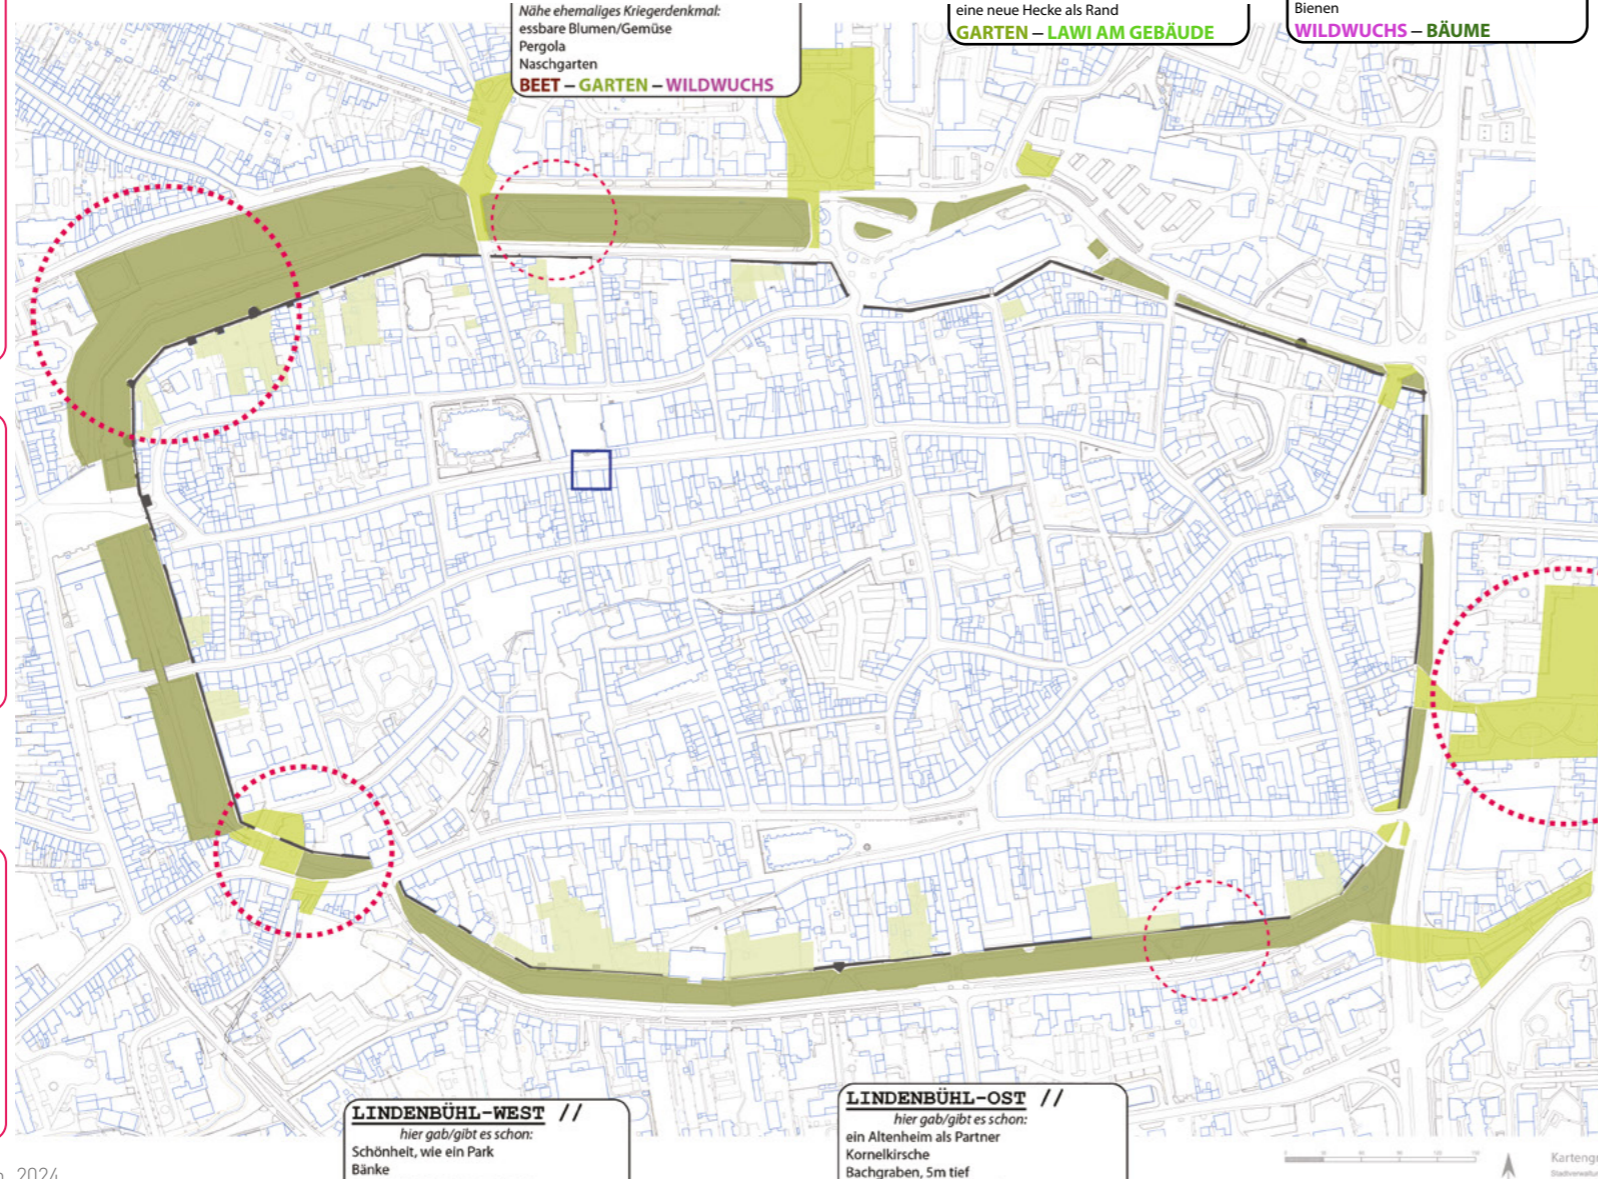 Nähe ehemaliges Kriegerdenkmal:
essbare Blumen/Gemüse
Pergola
Naschgarten
BEET – GARTEN – WILDWUCHS
eine neue Hecke als Rand
GARTEN – LAWI AM GEBÄUDE
Bienen
WILDWUCHS – BÄUME
LINDENBÜHL-WEST //
hier gab/gibt es schon:
Schönheit, wie ein Park
Bänke
LINDENBÜHL-OST //
hier gab/gibt es schon:
ein Altenheim als Partner
Kornelkirsche
Bachgraben, 5m tief
2024